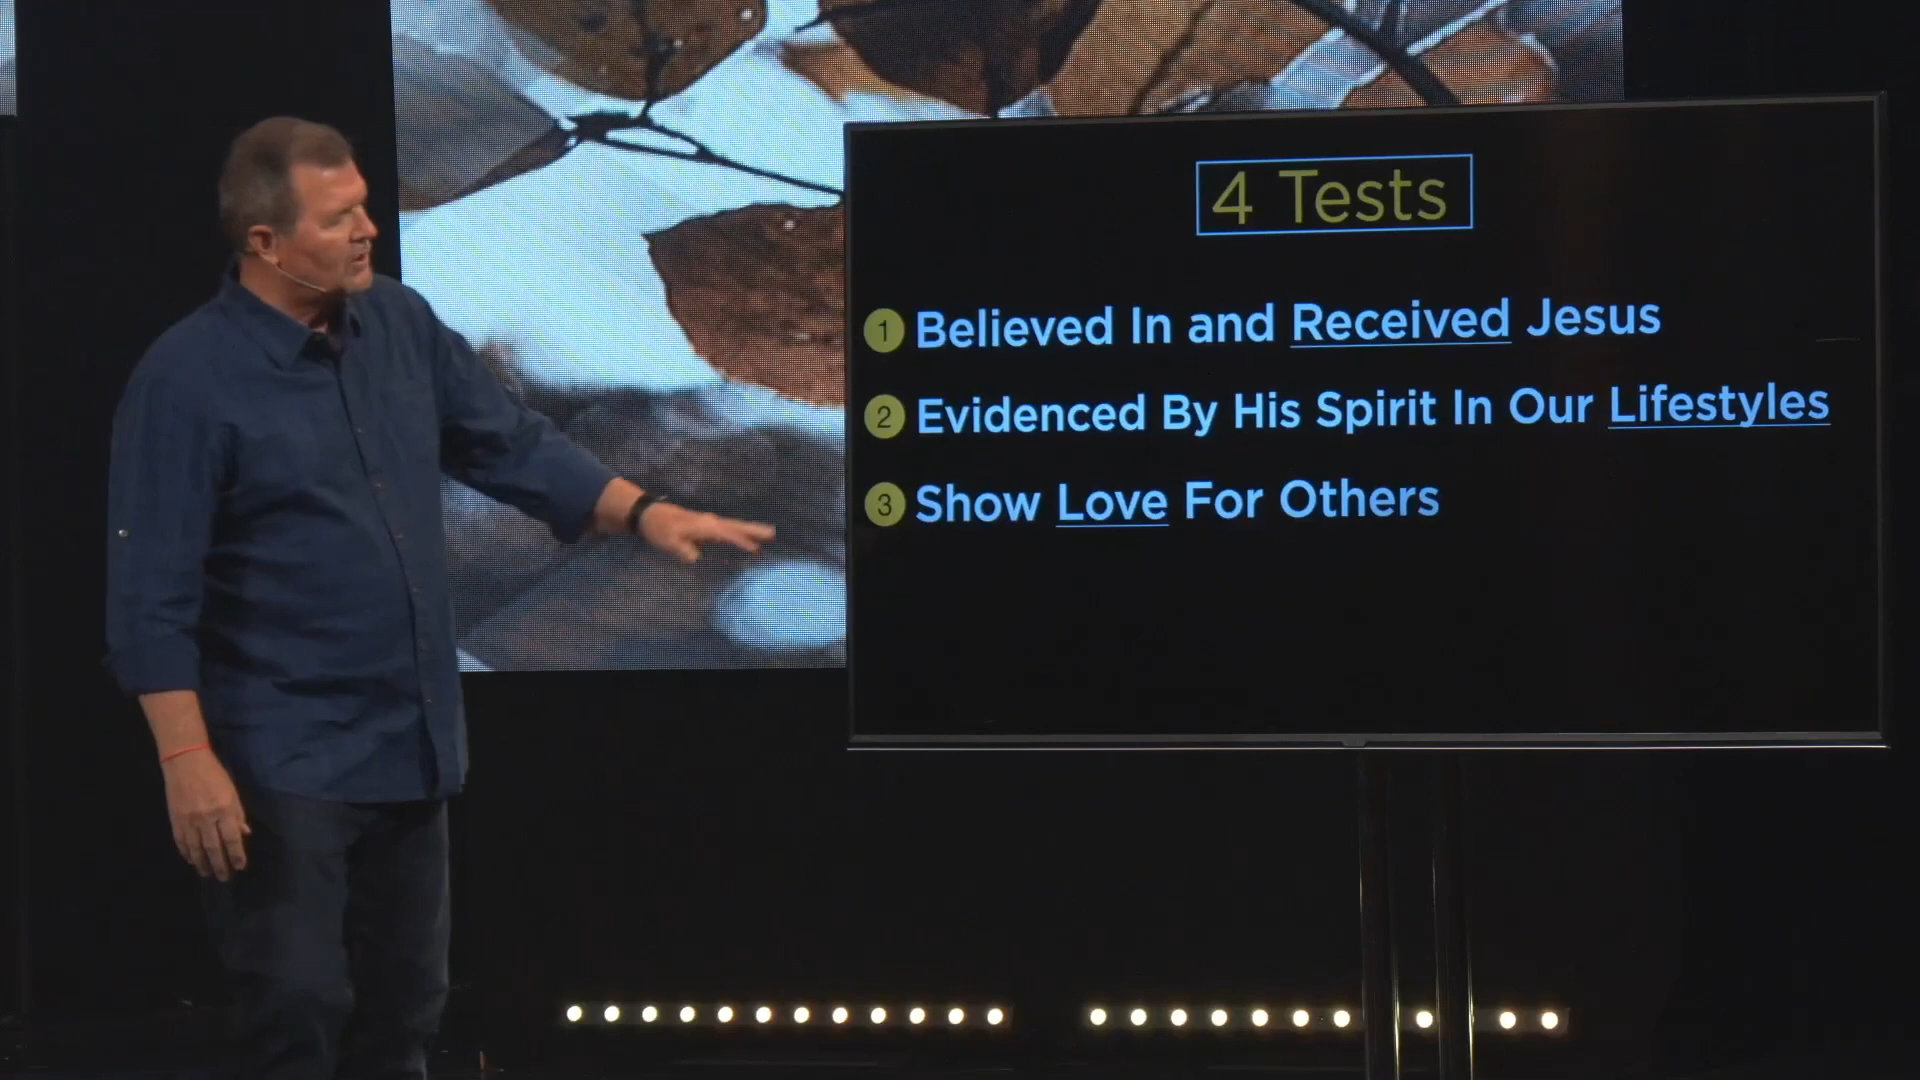 4 Tests
1 Believed In and Received Jesus
2 Evidenced By His Spirit In Our Lifestyles
3 Show Love For Others